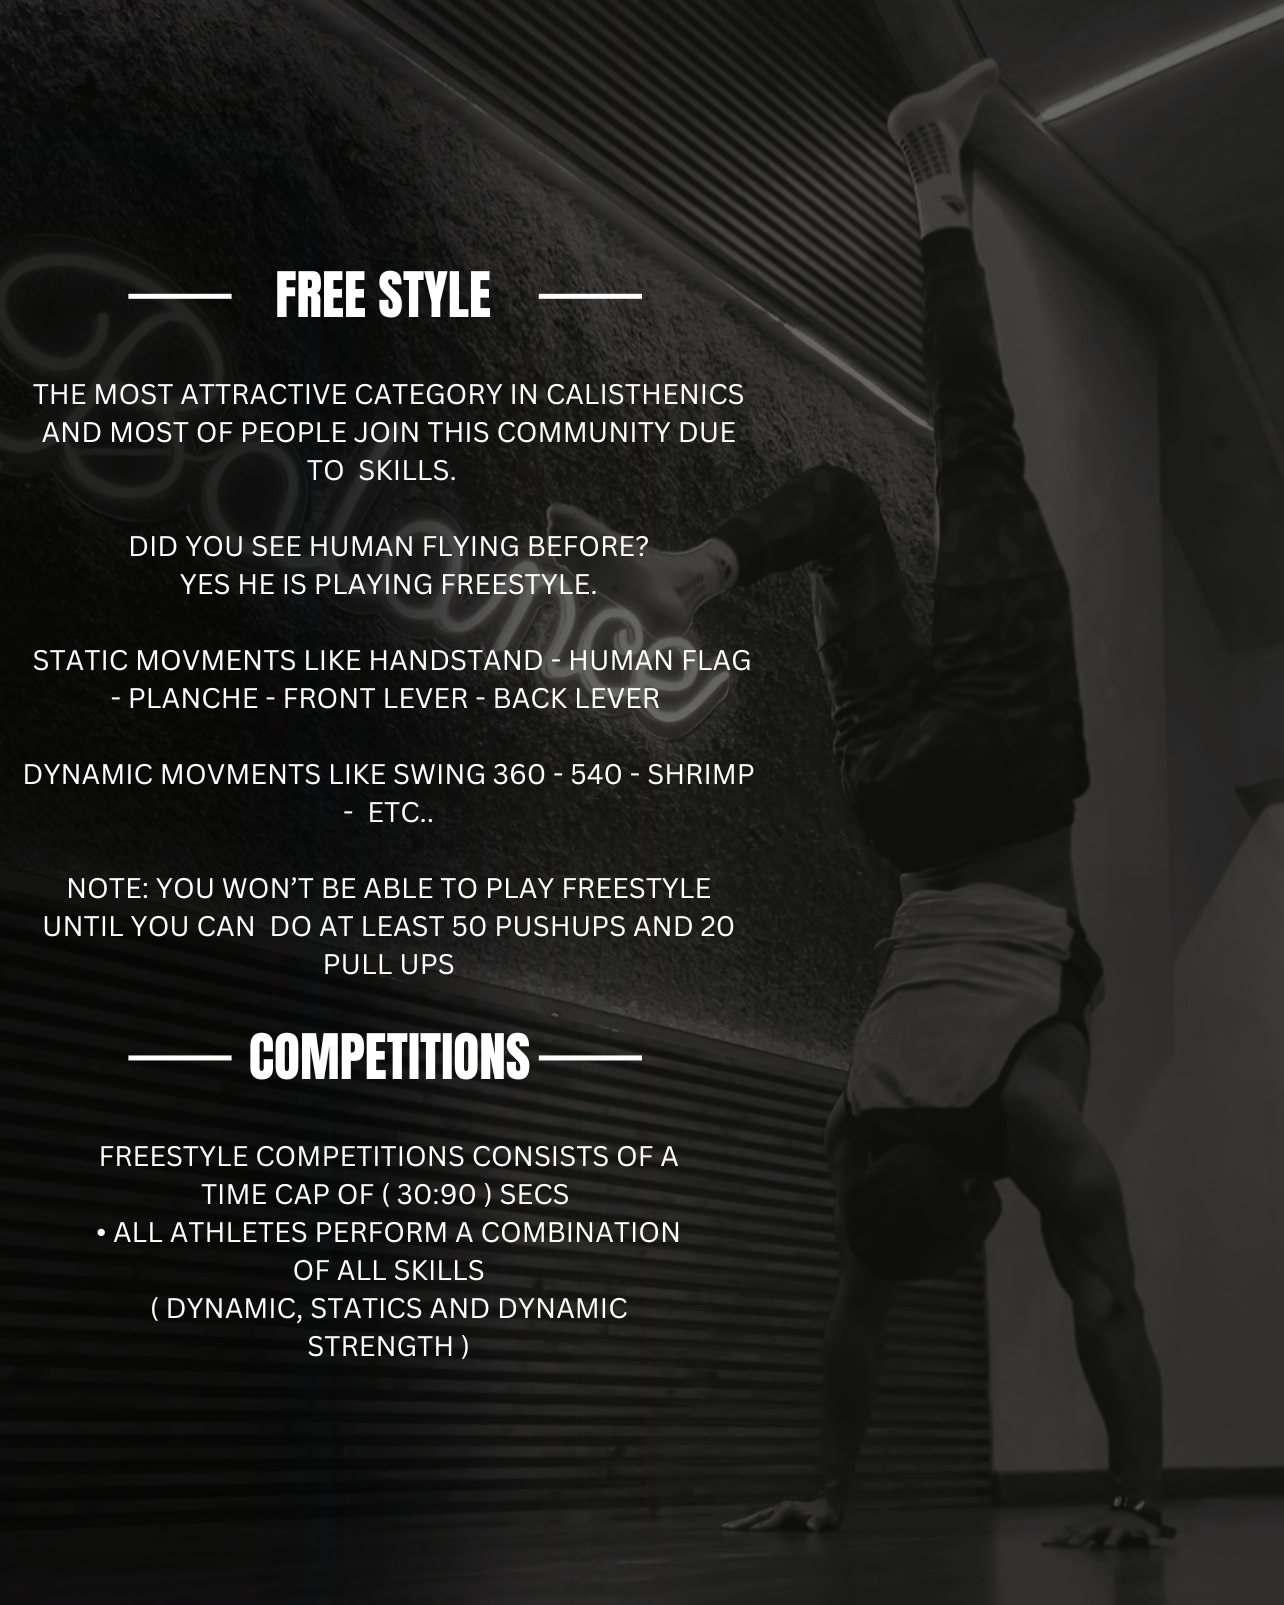 FREE STYLE
THE MOST ATTRACTIVE CATEGORY IN CALISTHENICS
AND MOST OF PEOPLE JOIN THIS COMMUNITY DUE
TO SKILLS.
DID YOU SEE HUMAN FLYING BEFORE?
YES HE IS PLAYING FREESTYLE.
STATIC MOVMENTS LIKE HANDSTAND - HUMAN FLAG
- PLANCHE - FRONT LEVER - BACK LEVER
DYNAMIC MOVMENTS LIKE SWING 360 - 540 - SHRIMP
- ETC..
NOTE: YOU WON'T BE ABLE TO PLAY FREESTYLE
UNTIL YOU CAN DO AT LEAST 50 PUSHUPS AND 20
PULL UPS
COMPETITIONS
FREESTYLE COMPETITIONS CONSISTS OF A
TIME CAP OF ( 30:90 ) SECS
• ALL ATHLETES PERFORM A COMBINATION
OF ALL SKILLS
( DYNAMIC, STATICS AND DYNAMIC
STRENGTH )
Balance